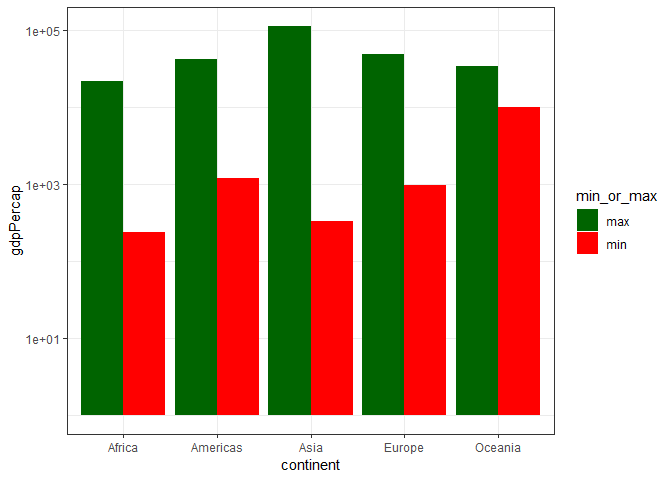 1e+05
1e+03
1e+01
gdpPercap
Africa
Americas
Asia
Europe
Oceania
continent
min_or_max
max
min